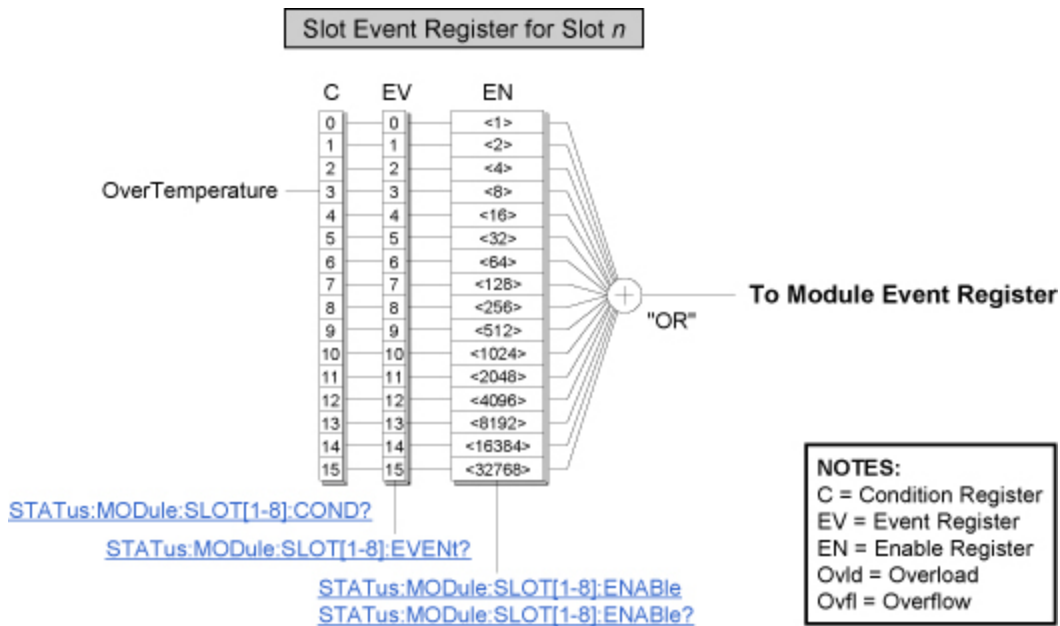 Slot Event Register for Slot n
C EV EN
0 0 <1>
1 1 <2>
2 2 <4>
OverTemperature 3 3 <8>
4 4 <16>
5 5 <32>
6 6 <64>
7 7 <128>
8 8 <256>
9 9 <512>
10 10 <1024>
11 11 <2048>
12 12 <4096>
13 13 <8192>
14 14 <16384>
15 15 <32768>
To Module Event Register
"OR"
STATus:MODule:SLOT[1-8]:COND?
STATus:MODule:SLOT[1-8]:EVENt?
STATus:MODule:SLOT[1-8]:ENABle
STATus:MODule:SLOT[1-8]:ENABle?
NOTES:
C = Condition Register
EV = Event Register
EN = Enable Register
Ovld = Overload
Ovfl = Overflow